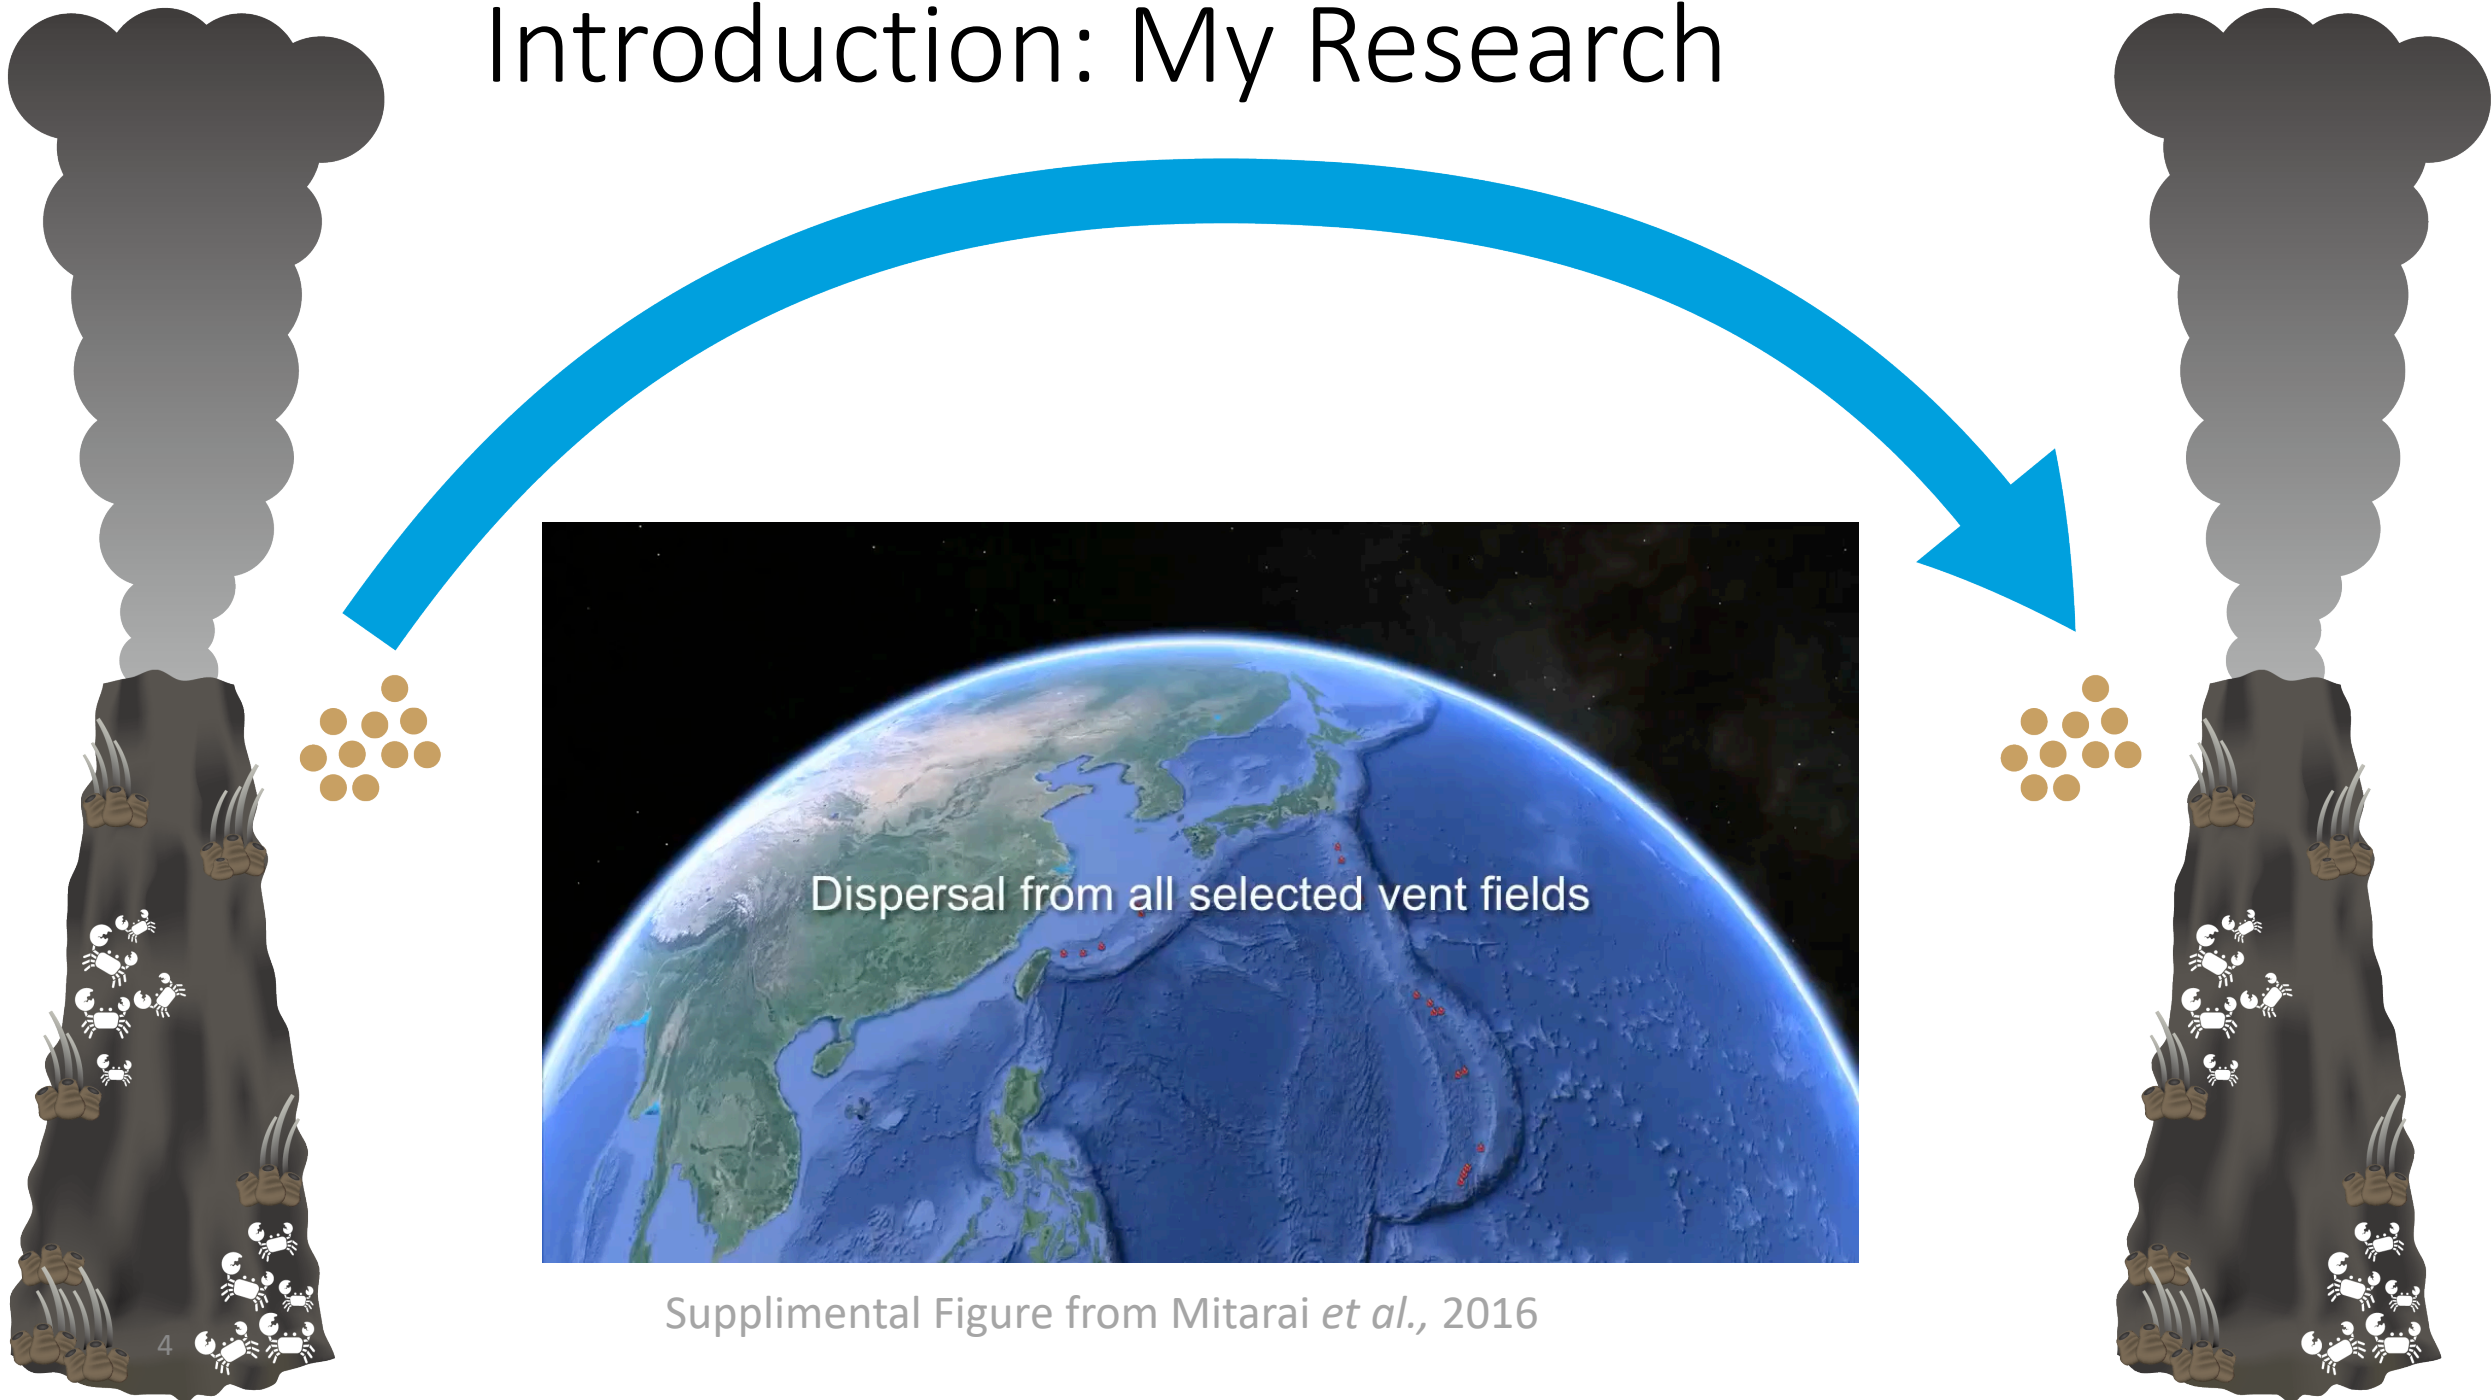 Introduction: My Research
Dispersal from all selected vent fields
Supplimental Figure from Mitarai et al., 2016
4